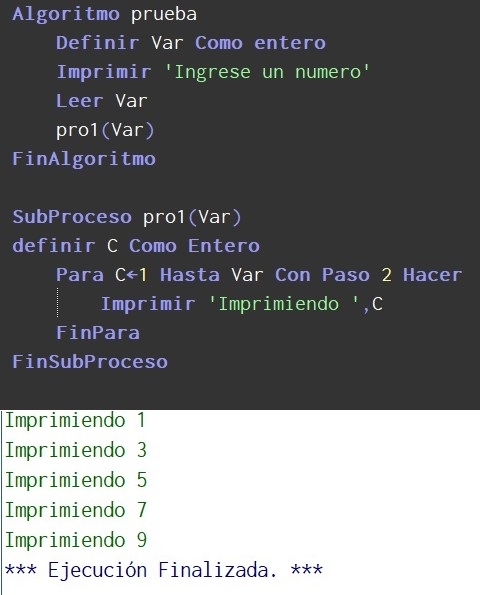 Algoritmo prueba
Definir Var Como entero
Imprimir 'Ingrese un numero'
Leer Var
pro1(Var)
FinAlgoritmo
SubProceso pro1(Var)
definir C Como Entero
Para C←1 Hasta Var Con Paso 2 Hacer
Imprimir 'Imprimiendo ',C
FinPara
FinSubProceso
Imprimiendo 1
Imprimiendo 3
Imprimiendo 5
Imprimiendo 7
Imprimiendo 9
*** Ejecución Finalizada. ***